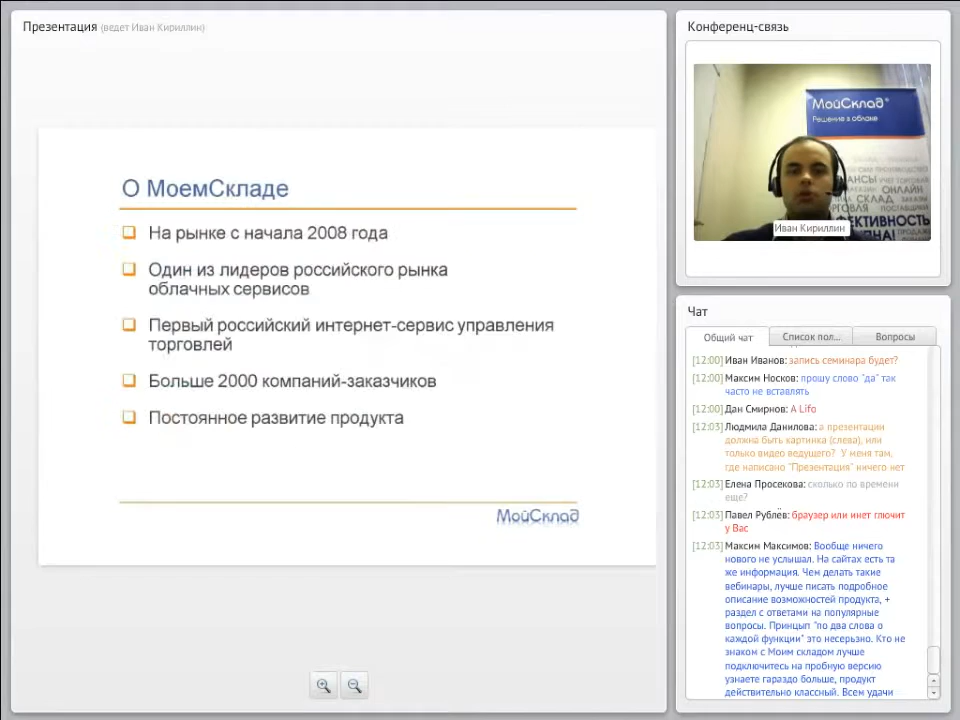 Презентация (ведет Иван Кириллин)
О МоемСкладе
На рынке с начала 2008 года
Один из лидеров российского рынка
облачных сервисов
Первый российский интернет-сервис управления
торговлей
Больше 2000 компаний-заказчиков
Постоянное развитие продукта
МойСклад
Конференц-связь
МойСклад
Решение в облаке
ОНЛАЙН
СКЛАД
Иван Кириллин
Чат
Общий чат
Список пол...
Вопросы
[12:00] Иван Иванов: запись семинара будет?
[12:00] Максим Носков: прошу слово "да" так
часто не вставлять
[12:00] Дан Смирнов: A Lifo
[12:03] Людмила Данилова: а презентации
должна быть картинка (слева), или
только видео ведущего? У меня там,
где написано "Презентация" ничего нет
[12:03] Елена Просекова: сколько по времени
еще?
[12:03] Павел Рублёв: браузер или инет глючит
у Вас
[12:03] Максим Максимов: Вообще ничего
нового не услышал. На сайтах есть та
же информация. Чем делать такие
вебинары, лучше писать подробное
описание возможностей продукта, +
раздел с ответами на популярные
вопросы. Принцып "по два слова о
каждой функции" это несерьзно. Кто не
знаком с Моим складом лучше
подключитесь на пробную версию
узнаете гараздо больше, продукт
действительно классный. Всем удачи